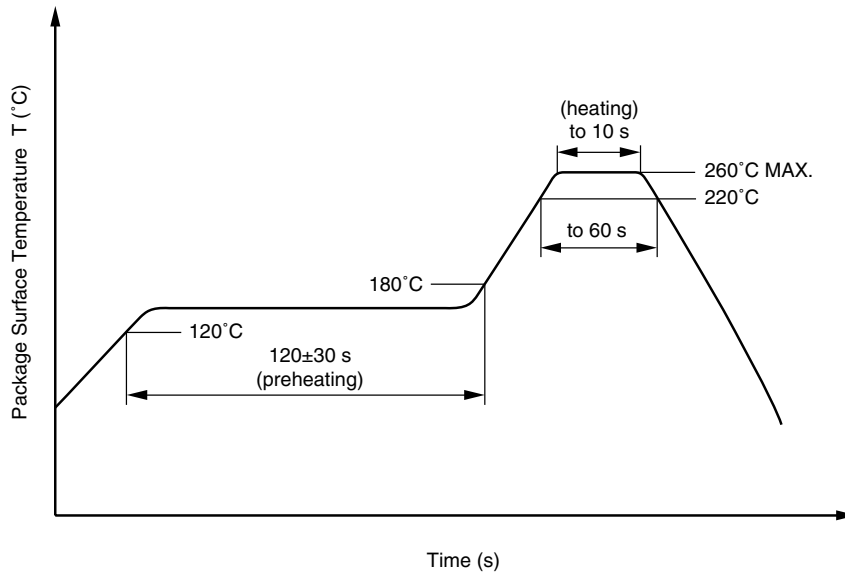 Package Surface Temperature T (˚C)
(heating)
to 10 s
260˚C MAX.
220˚C
to 60 s
180˚C
120˚C
120±30 s
(preheating)
Time (s)